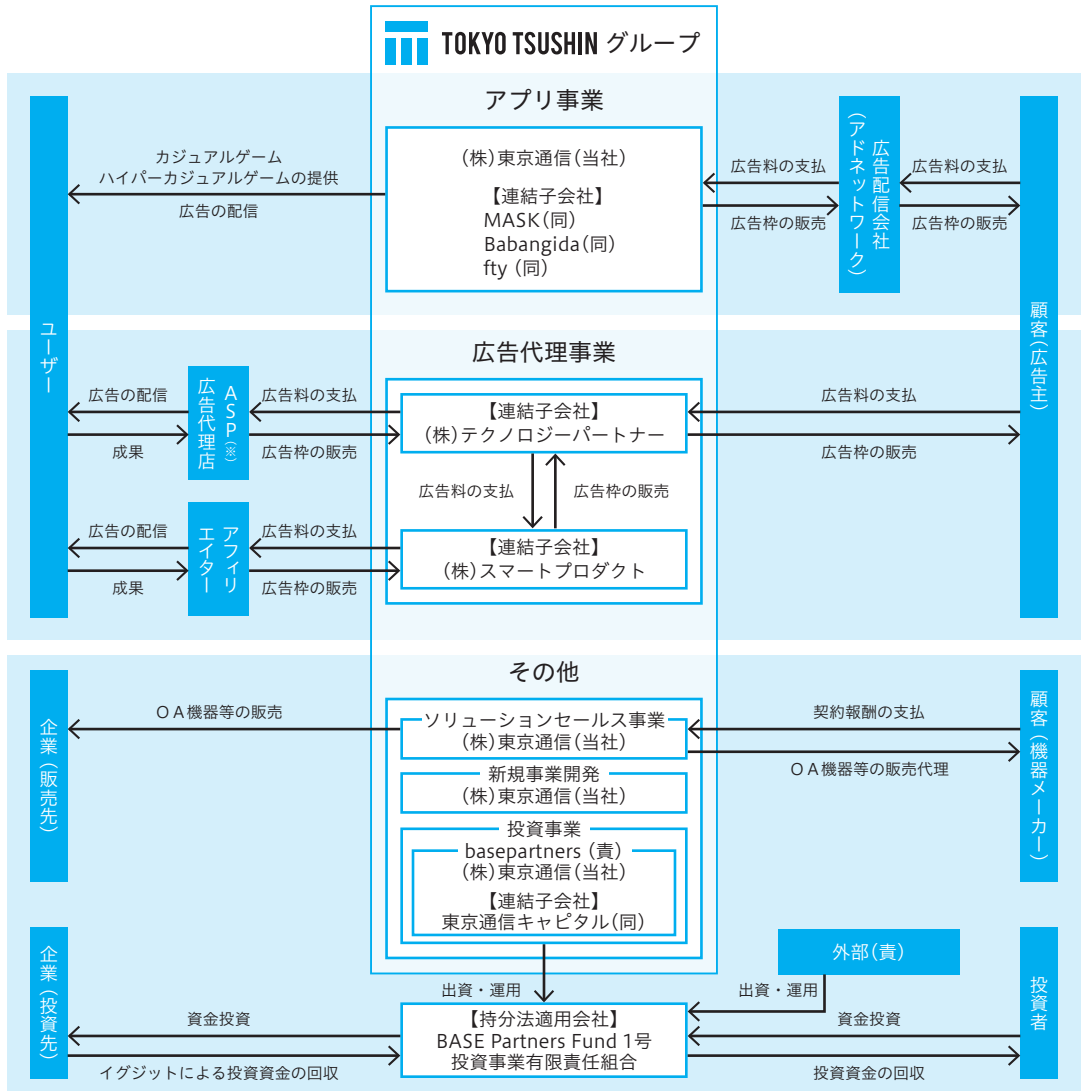 TOKYO TSUSHIN グループ
アプリ事業
(株)東京通信(当社)
【連結子会社】
MASK(同)
Babangida(同)
fty (同)
カジュアルゲーム
ハイパーカジュアルゲームの提供
広告の配信
広告料の支払
広告枠の販売
広告配信会社
(アドネットワーク)
広告料の支払
広告枠の販売
ユーザー
顧客(広告主)
広告代理事業
広告の配信
成果
ASP(※)
広告代理店
広告料の支払
広告枠の販売
【連結子会社】
(株)テクノロジーパートナー
広告料の支払
広告枠の販売
広告料の支払
広告枠の販売
広告の配信
成果
アフィリ
エイター
広告料の支払
広告枠の販売
【連結子会社】
(株)スマートプロダクト
その他
企業(販売先)
OA機器等の販売
ソリューションセールス事業
(株)東京通信(当社)
契約報酬の支払
OA機器等の販売代理
顧客(機器メーカー)
新規事業開発
(株)東京通信(当社)
投資事業
basepartners (責)
(株)東京通信(当社)
【連結子会社】
東京通信キャピタル(同)
外部(責)
出資・運用
出資・運用
企業(投資先)
資金投資
イグジットによる投資資金の回収
【持分法適用会社】
BASE Partners Fund 1号
投資事業有限責任組合
資金投資
投資資金の回収
投資者